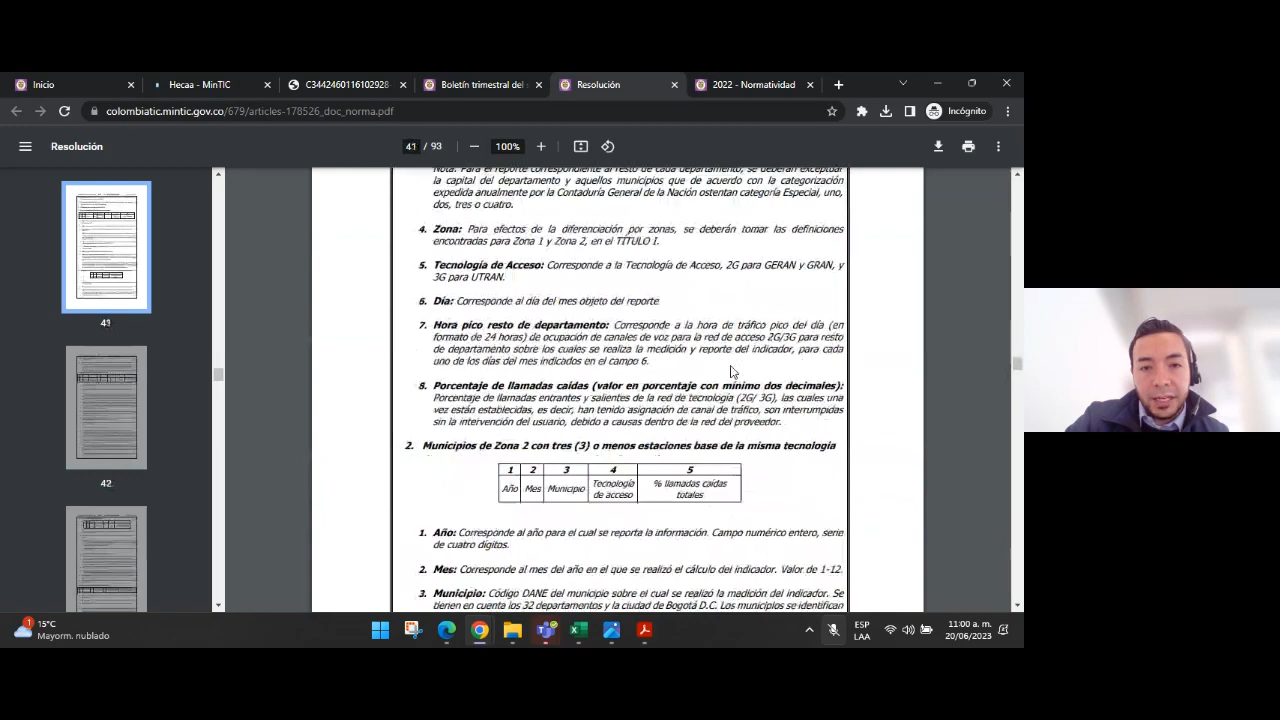 Inicio
Hecaa - MinTIC
C3442460116102928-
Boletín trimestral del s
Resolución
2022 - Normatividad
colombiatic.mintic.gov.co/679/articles-178526_doc_norma.pdf
Incógnito
Resolución
41 / 93
100%
Nota: Para el reporte correspondiente al resto de cada departamento, se deberán exceptuar
la capital del departamento y aquellos municipios que de acuerdo con la categorización
expedida anualmente por la Contaduría General de la Nación ostentan categoría Especial, uno,
dos, tres o cuatro.
4. Zona: Para efectos de la diferenciación por zonas, se deberán tomar las definiciones
encontradas para Zona 1 y Zona 2, en el TÍTULO I.
5. Tecnología de Acceso: Corresponde a la Tecnología de Acceso, 2G para GERAN y GRAN, y
3G para UTRAN.
6. Día: Corresponde al día del mes objeto del reporte
7. Hora pico resto de departamento: Corresponde a la hora de tráfico pico del día (en
formato de 24 horas) de ocupación de canales de voz para la red de acceso 2G/3G para resto
de departamento sobre los cuales se realiza la medición y reporte del indicador, para cada
uno de los días del mes indicados en el campo 6.
8. Porcentaje de llamadas caídas (valor en porcentaje con mínimo dos decimales):
Porcentaje de llamadas entrantes y salientes de la red de tecnología (2G/ 3G), las cuales una
vez están establecidas, es decir, han tenido asignación de canal de tráfico, son interrumpidas
sin la intervención del usuario, debido a causas dentro de la red del proveedor.
2. Municipios de Zona 2 con tres (3) o menos estaciones base de la misma tecnología
1 2 3 4 5
Año Mes Municipio Tecnología de acceso % llamadas caídas totales
1. Año: Corresponde al año para el cual se reporta la información. Campo numérico entero, serie
de cuatro dígitos.
2. Mes: Corresponde al mes del año en el que se realizó el cálculo del indicador. Valor de 1-12.
3. Municipio: Código DANE del municipio sobre el cual se realizó la medición del indicador. Se
tienen en cuenta los 32 departamentos y la ciudad de Bogotá D.C. Los municipios se identifican
41
42
1
15°C
Mayorm. nublado
ESP
LAA
11:00 a. m.
20/06/2023